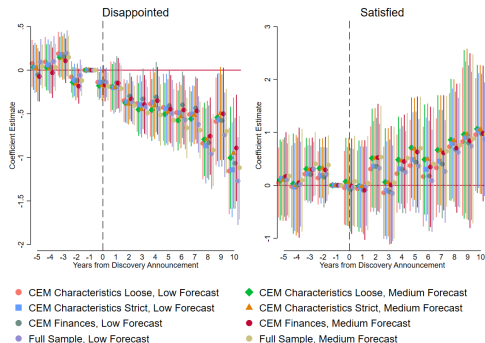 Disappointed
Satisfied
Coefficient Estimate
.5
0
-.5
-1
-1.5
-2
-5 -4 -3 -2 -1 0 1 2 3 4 5 6 7 8 9 10
Years from Discovery Announcement
Coefficient Estimate
3
2
1
0
-1
-5 -4 -3 -2 -1 0 1 2 3 4 5 6 7 8 9 10
Years from Discovery Announcement
CEM Characteristics Loose, Low Forecast
CEM Characteristics Loose, Medium Forecast
CEM Characteristics Strict, Low Forecast
CEM Characteristics Strict, Medium Forecast
CEM Finances, Low Forecast
CEM Finances, Medium Forecast
Full Sample, Low Forecast
Full Sample, Medium Forecast